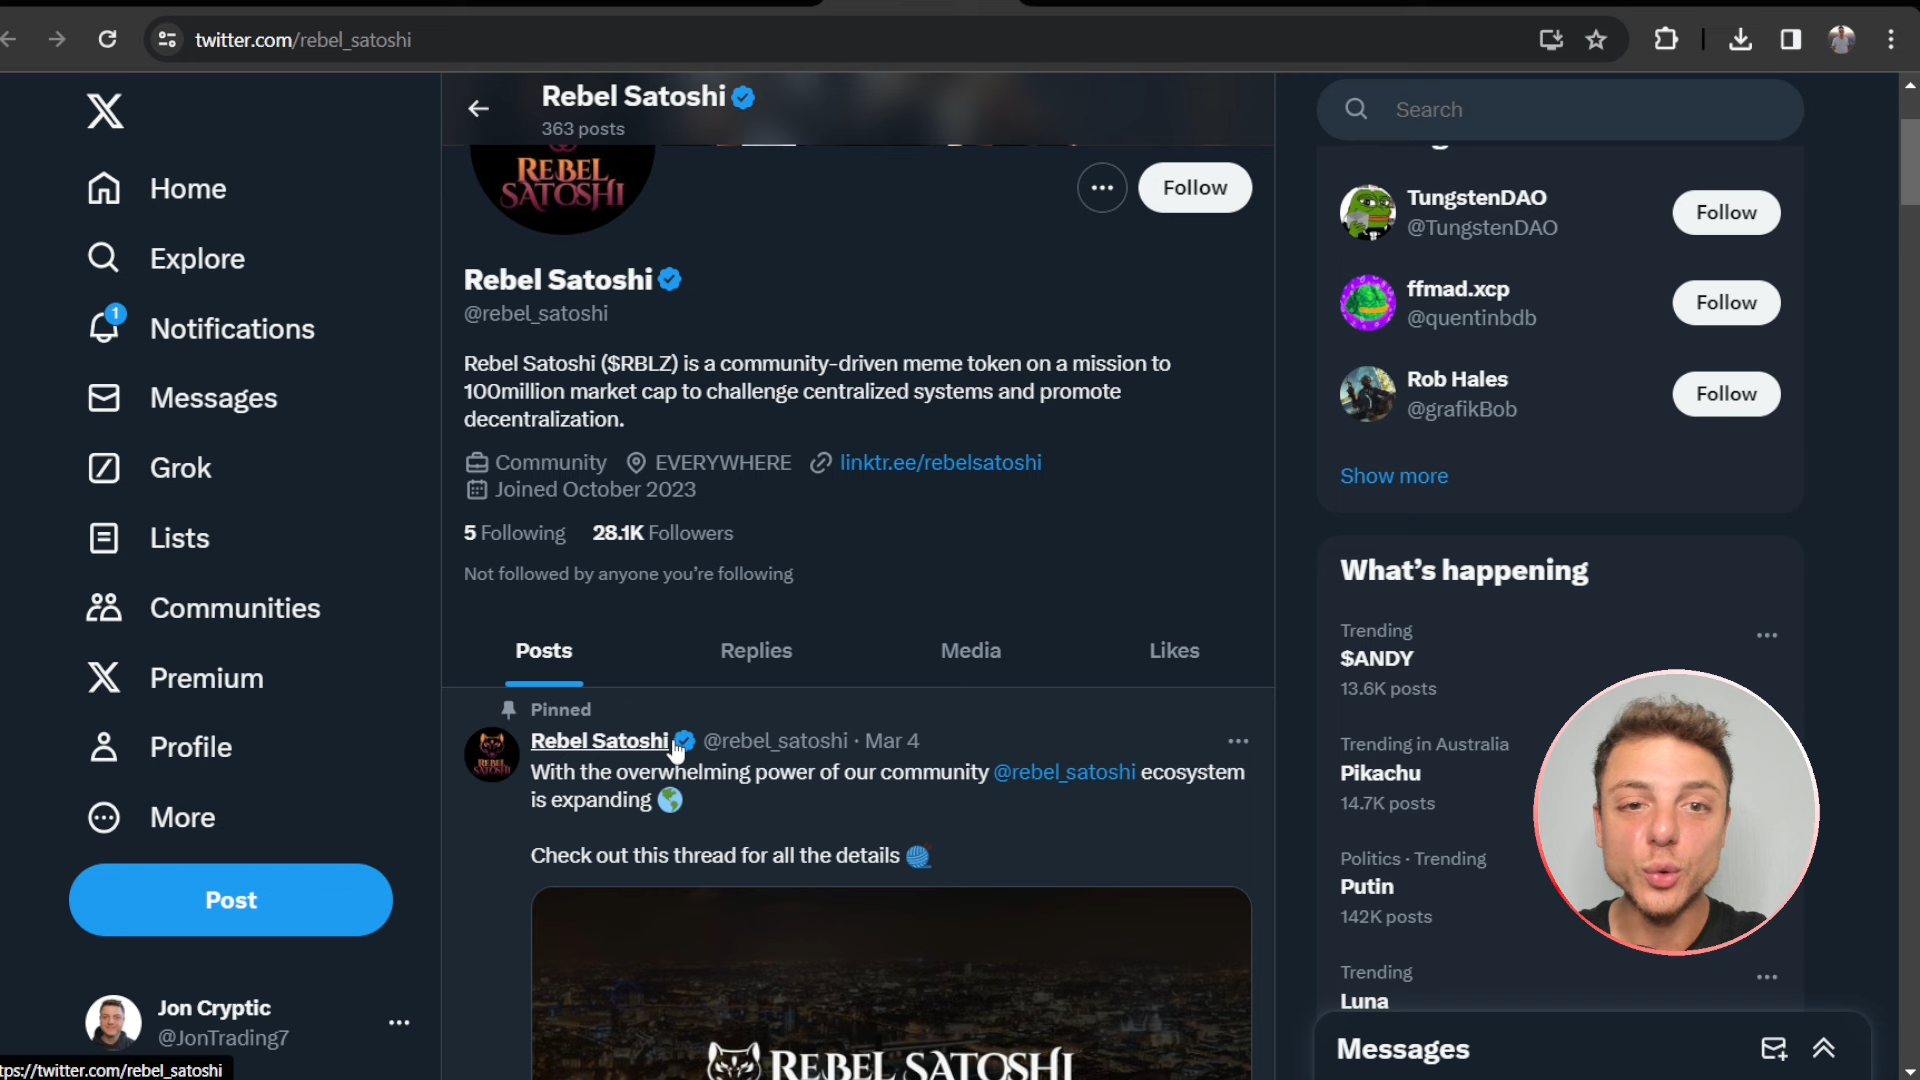 twitter.com/rebel_satoshi
Rebel Satoshi
363 posts
Search
REBEL
SATOSHI
Follow
Home
Explore
1
Notifications
Messages
Grok
Lists
Communities
Premium
Profile
More
Post
Jon Cryptic
@JonTrading7
tps://twitter.com/rebel_satoshi
Rebel Satoshi
@rebel_satoshi
Rebel Satoshi ($RBLZ) is a community-driven meme token on a mission to
100million market cap to challenge centralized systems and promote
decentralization.
Community EVERYWHERE linktr.ee/rebelsatoshi
Joined October 2023
5 Following 28.1K Followers
Not followed by anyone you're following
Posts Replies Media Likes
Pinned
Rebel Satoshi @rebel_satoshi · Mar 4
REBEL
SATOSHI
With the overwhelming power of our community @rebel_satoshi ecosystem
is expanding
Check out this thread for all the details
REBEL SATOSHI
TungstenDAO
@TungstenDAO
Follow
ffmad.xcp
@quentinbdb
Follow
Rob Hales
@grafikBob
Follow
Show more
What's happening
Trending
$ANDY
13.6K posts
Trending in Australia
Pikachu
14.7K posts
Politics · Trending
Putin
142K posts
Trending
Luna
Messages